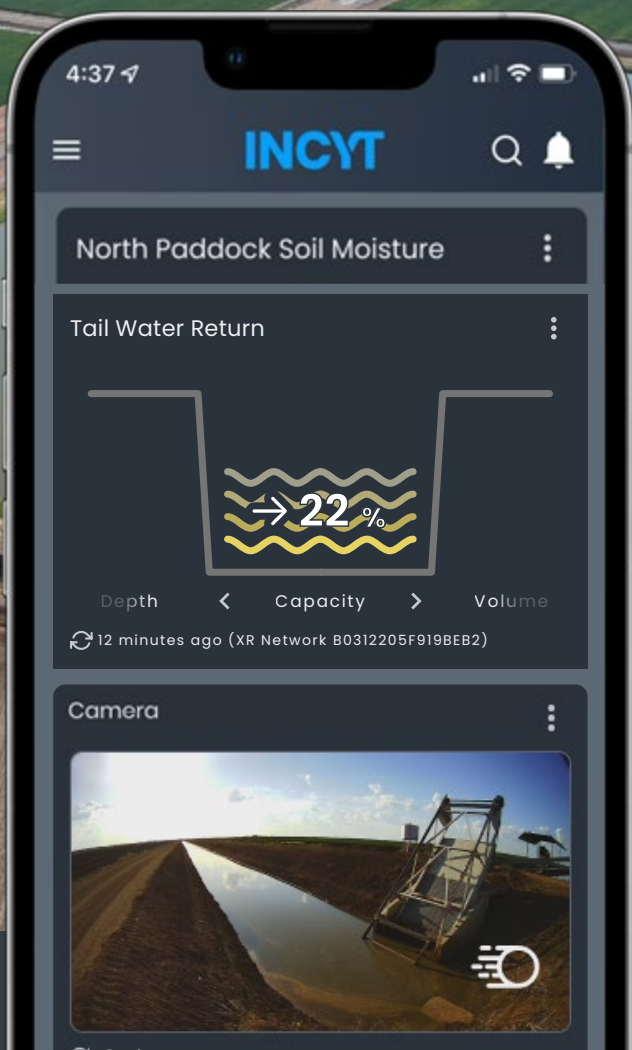 4:37
INCYT
North Paddock Soil Moisture
Tail Water Return
22 %
Depth < Capacity > Volume
12 minutes ago (XR Network B0312205F919BEB2)
Camera